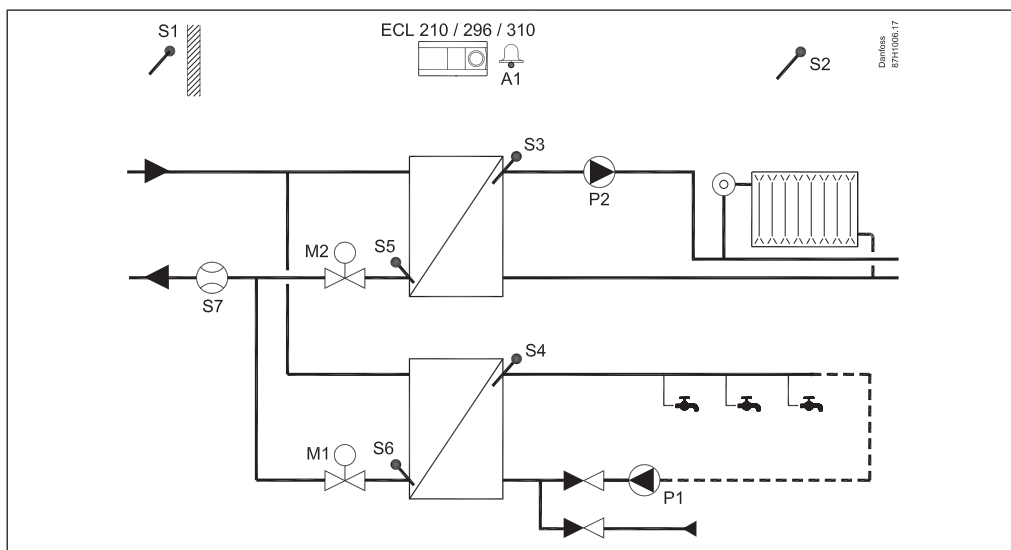 S1
ECL 210 / 296 / 310
A1
S2
Danfoss
87H1006.17
S3
P2
M2
S5
S7
S4
M1
S6
P1